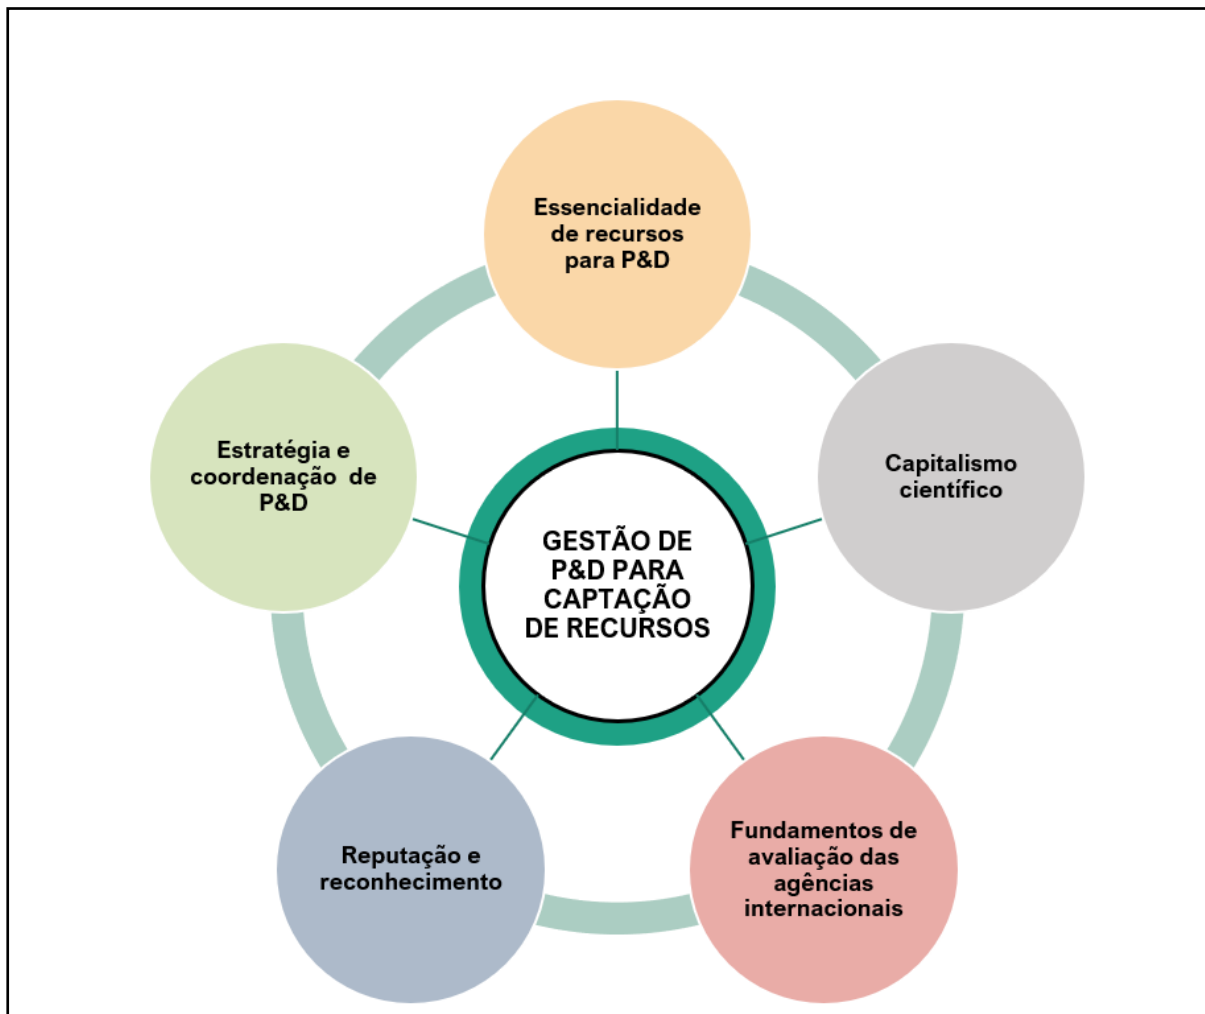 Essencialidade
de recursos
para P&D
Estratégia e
coordenação de
P&D
Capitalismo
científico
GESTÃO DE
P&D PARA
CAPTAÇÃO
DE RECURSOS
Reputação e
reconhecimento
Fundamentos de
avaliação das
agências
internacionais